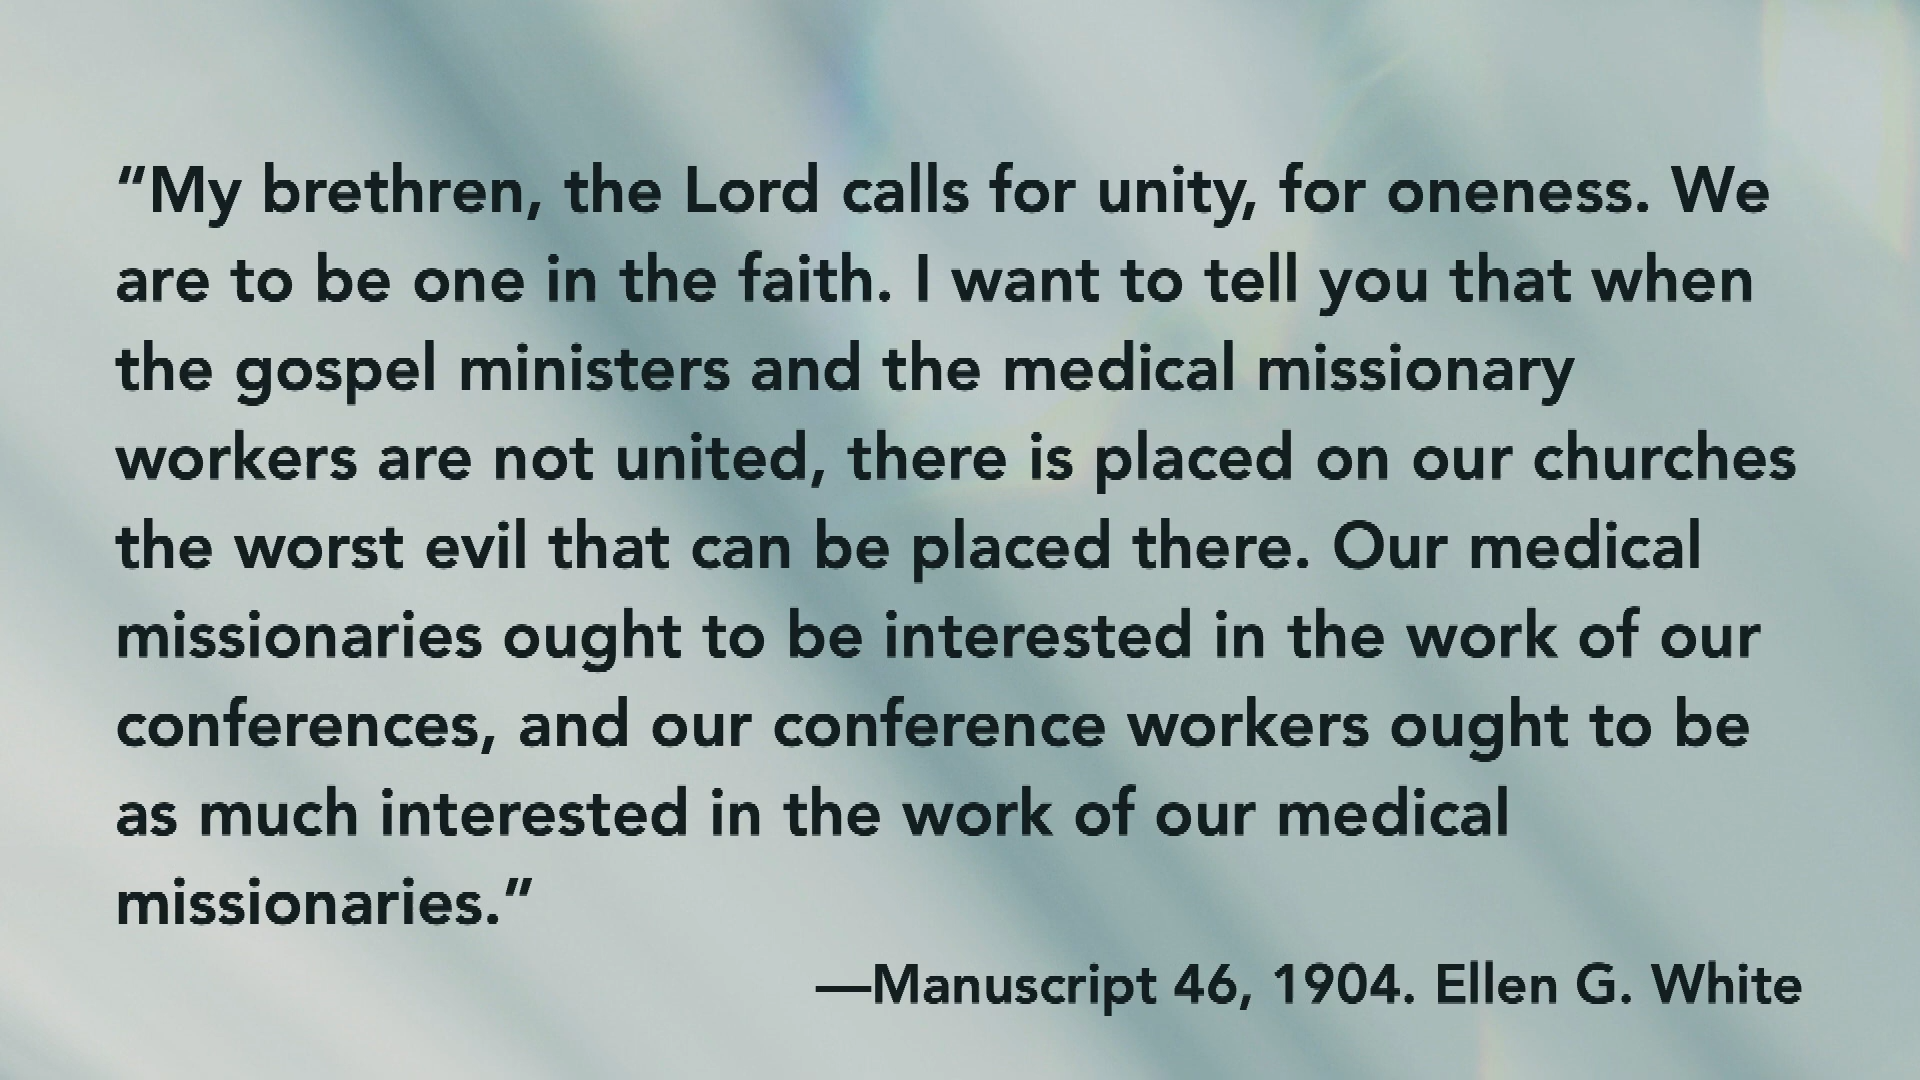 “My brethren, the Lord calls for unity, for oneness. We
are to be one in the faith. I want to tell you that when
the gospel ministers and the medical missionary
workers are not united, there is placed on our churches
the worst evil that can be placed there. Our medical
missionaries ought to be interested in the work of our
conferences, and our conference workers ought to be
as much interested in the work of our medical
missionaries.”
—Manuscript 46, 1904. Ellen G. White